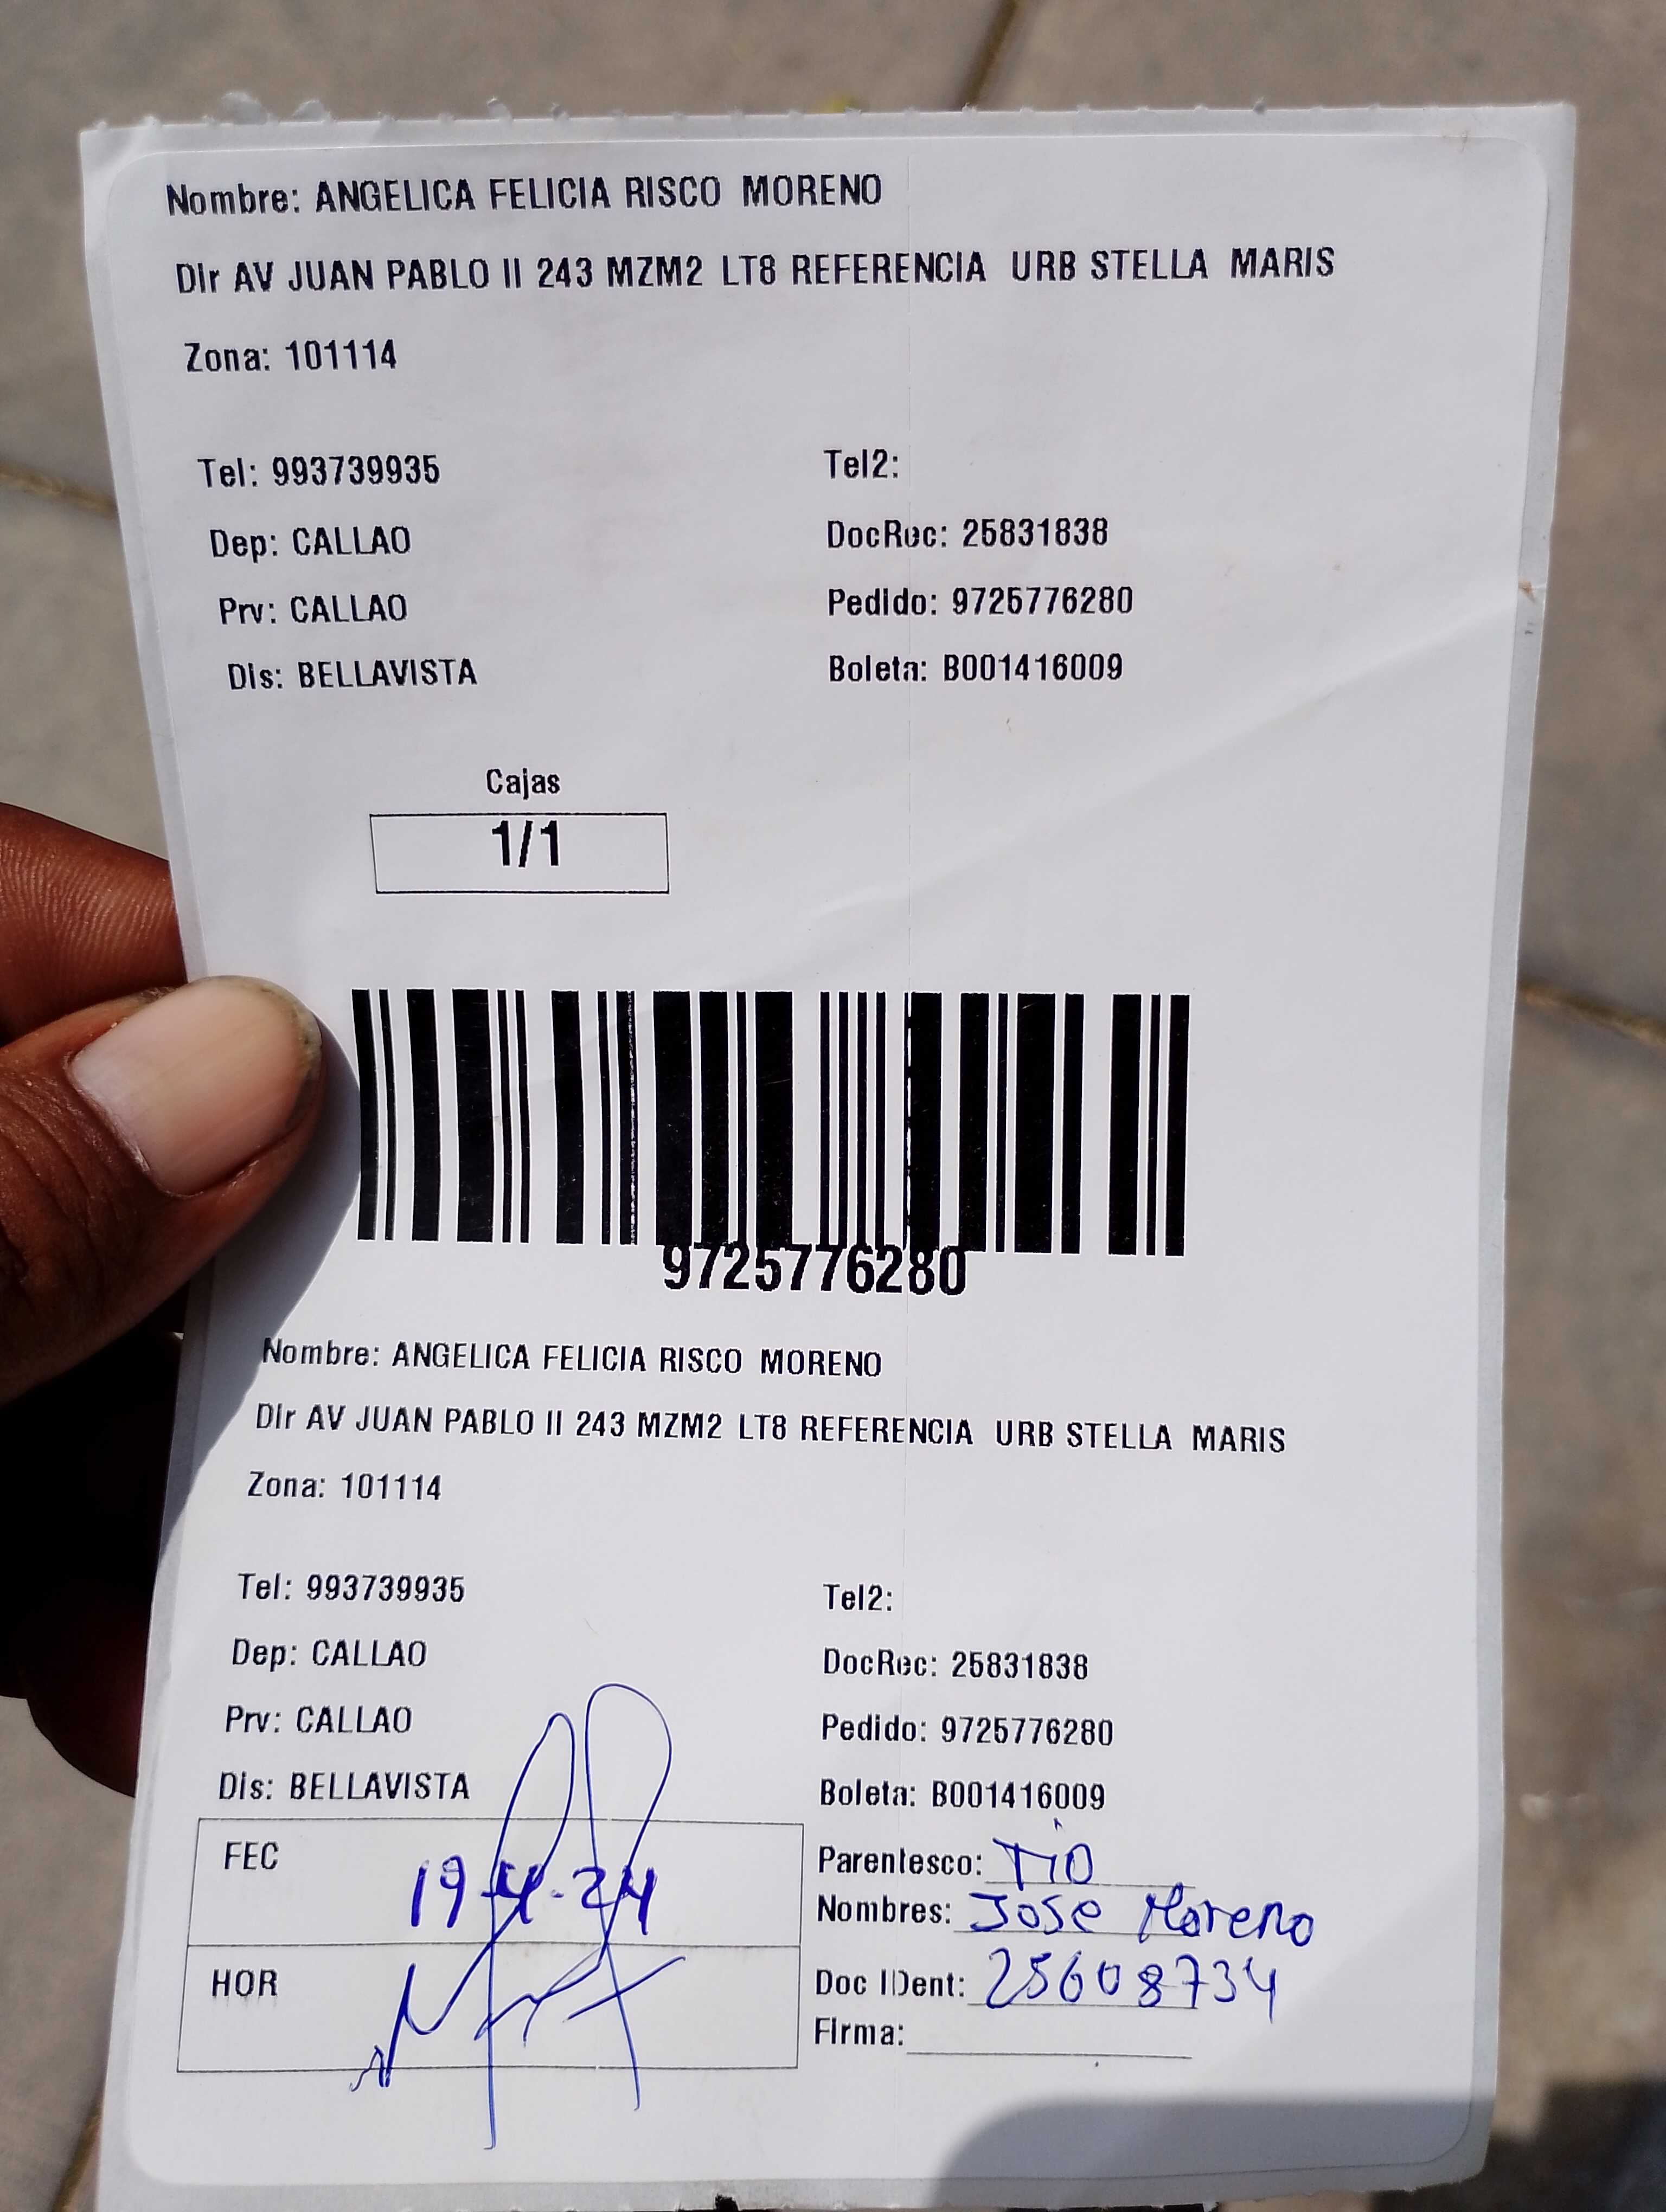 Nombre: ANGELICA FELICIA RISCO MORENO
Dir AV JUAN PABLO II 243 MZM2 LT8 REFERENCIA URB STELLA MARIS
Zona: 101114
Tel: 993739935 Tel2:
Dep: CALLAO DocRec: 25831838
Prv: CALLAO Pedido: 9725776280
Dis: BELLAVISTA Boleta: B001416009
Cajas
1/1
9725776280
Nombre: ANGELICA FELICIA RISCO MORENO
Dir AV JUAN PABLO II 243 MZM2 LT8 REFERENCIA URB STELLA MARIS
Zona: 101114
Tel: 993739935 Tel2:
Dep: CALLAO DocRec: 25831838
Prv: CALLAO Pedido: 9725776280
Dis: BELLAVISTA Boleta: B001416009
FEC 19-4-24 Parentesco: TIO
Nombres: Jose Moreno
HOR Doc IDent: 25608734
Firma: